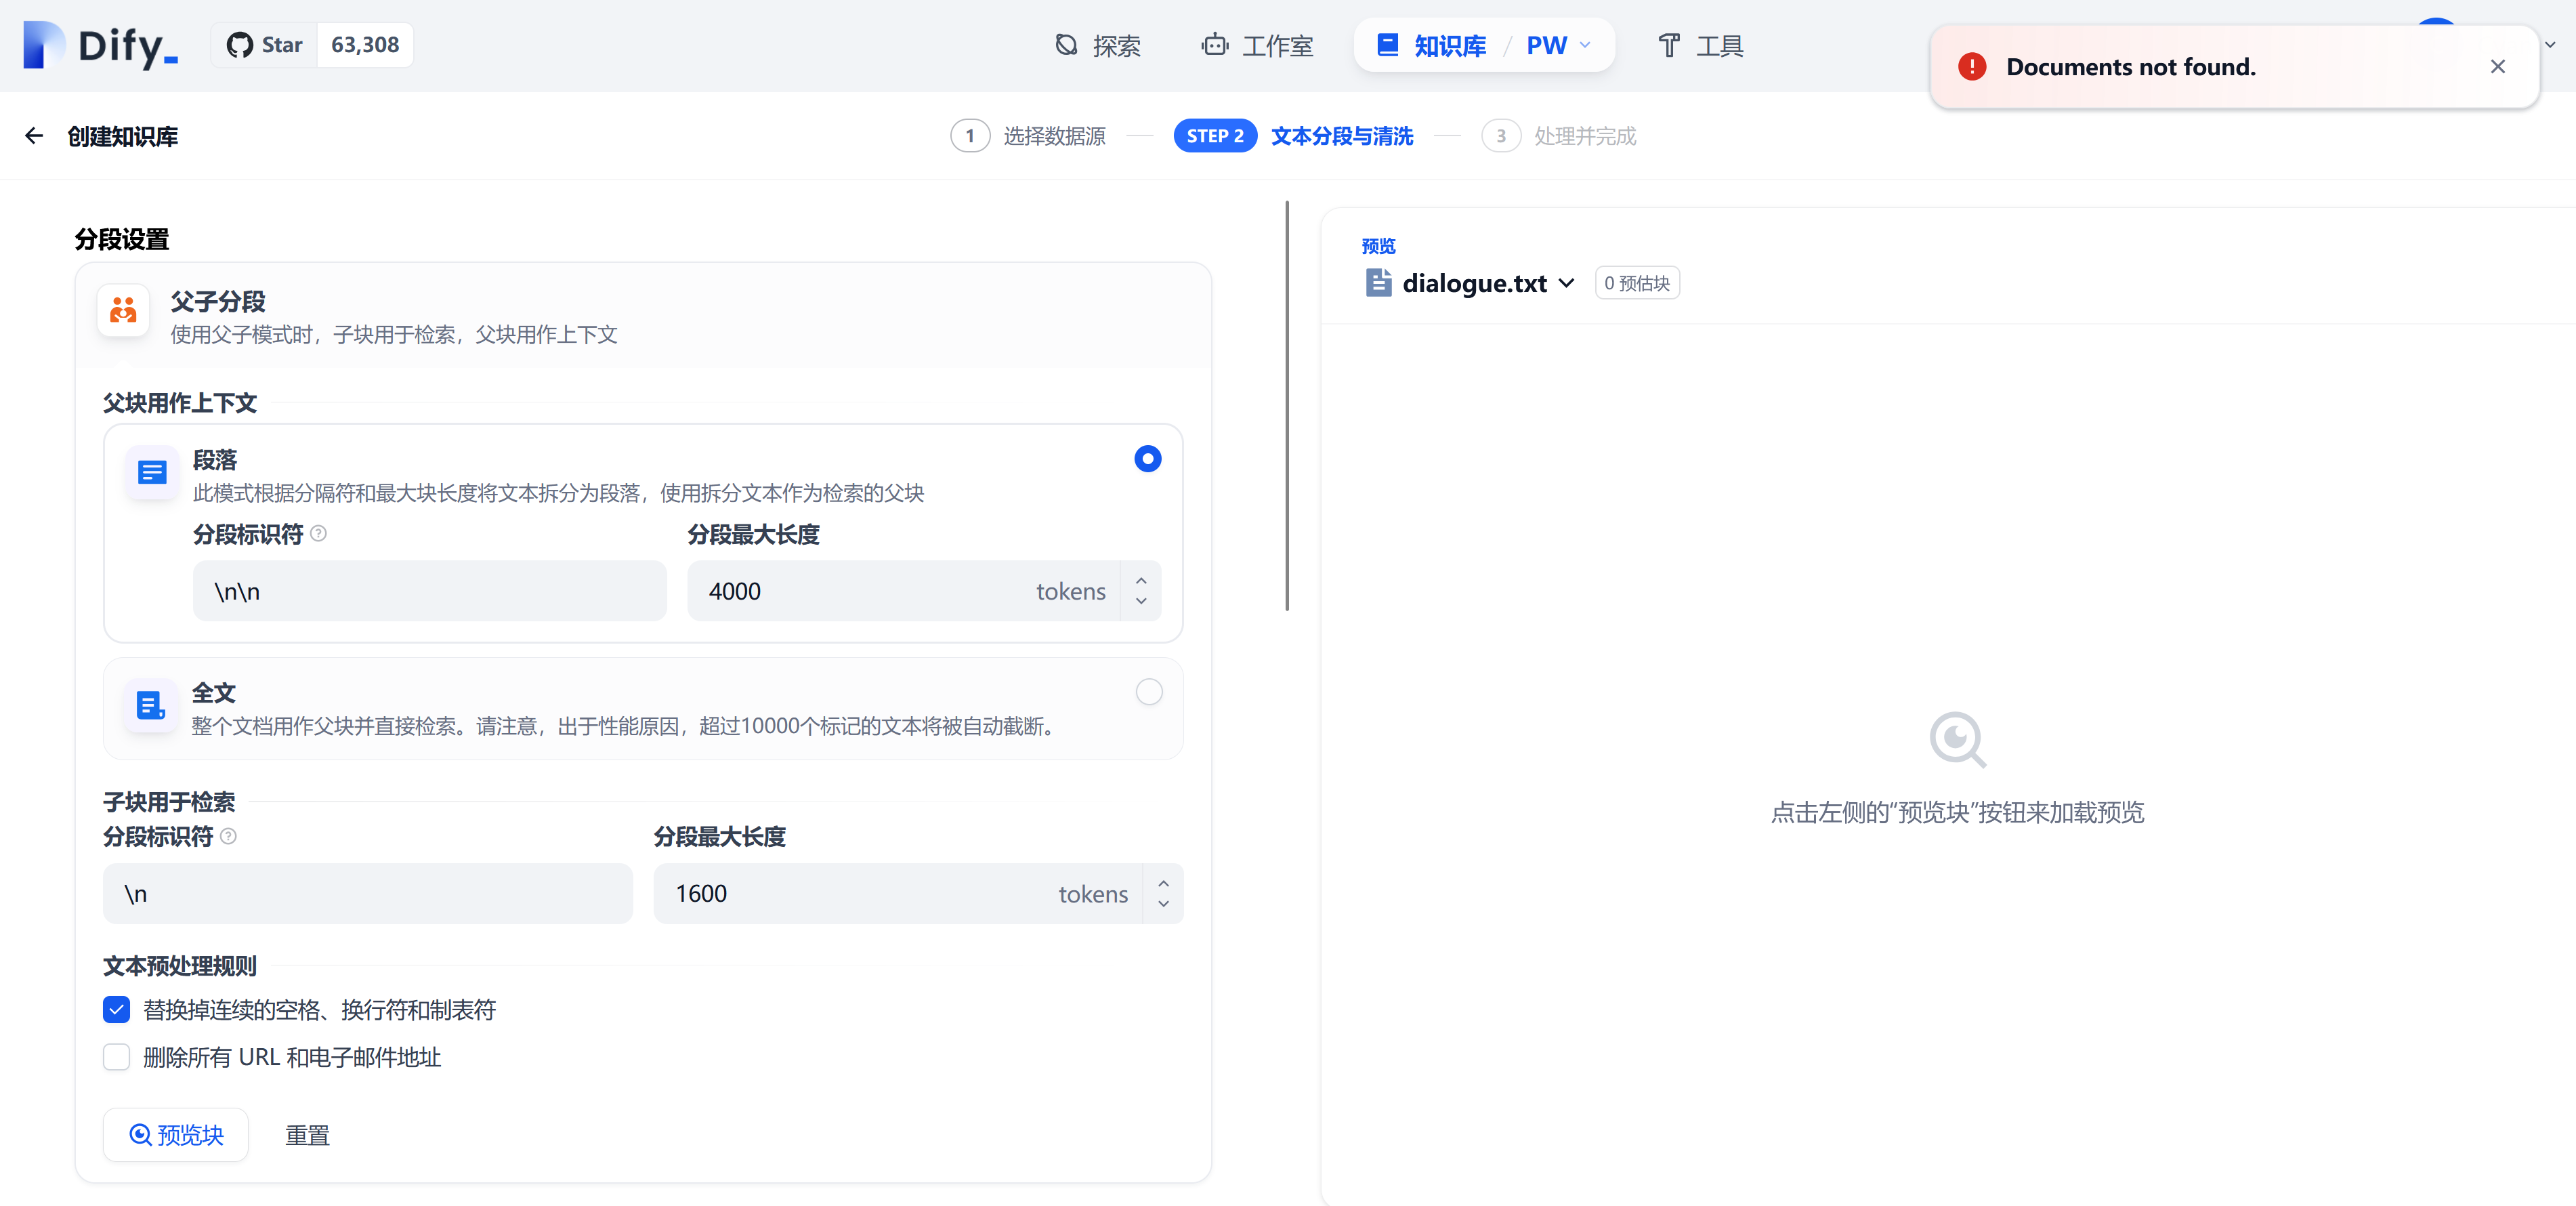 Dify_
Star 63,308
探索
工作室
知识库 / PW
工具
Documents not found.
创建知识库
1 选择数据源
STEP 2 文本分段与清洗
3 处理并完成
分段设置
父子分段
使用父子模式时，子块用于检索，父块用作上下文
父块用作上下文
段落
此模式根据分隔符和最大块长度将文本拆分为段落，使用拆分文本作为检索的父块
分段标识符 分段最大长度
\n\n 4000 tokens
全文
整个文档用作父块并直接检索。请注意，出于性能原因，超过10000个标记的文本将被自动截断。
子块用于检索
分段标识符 分段最大长度
\n 1600 tokens
文本预处理规则
替换掉连续的空格、换行符和制表符
删除所有 URL 和电子邮件地址
预览块 重置
预览
dialogue.txt 0 预估块
点击左侧的“预览块”按钮来加载预览